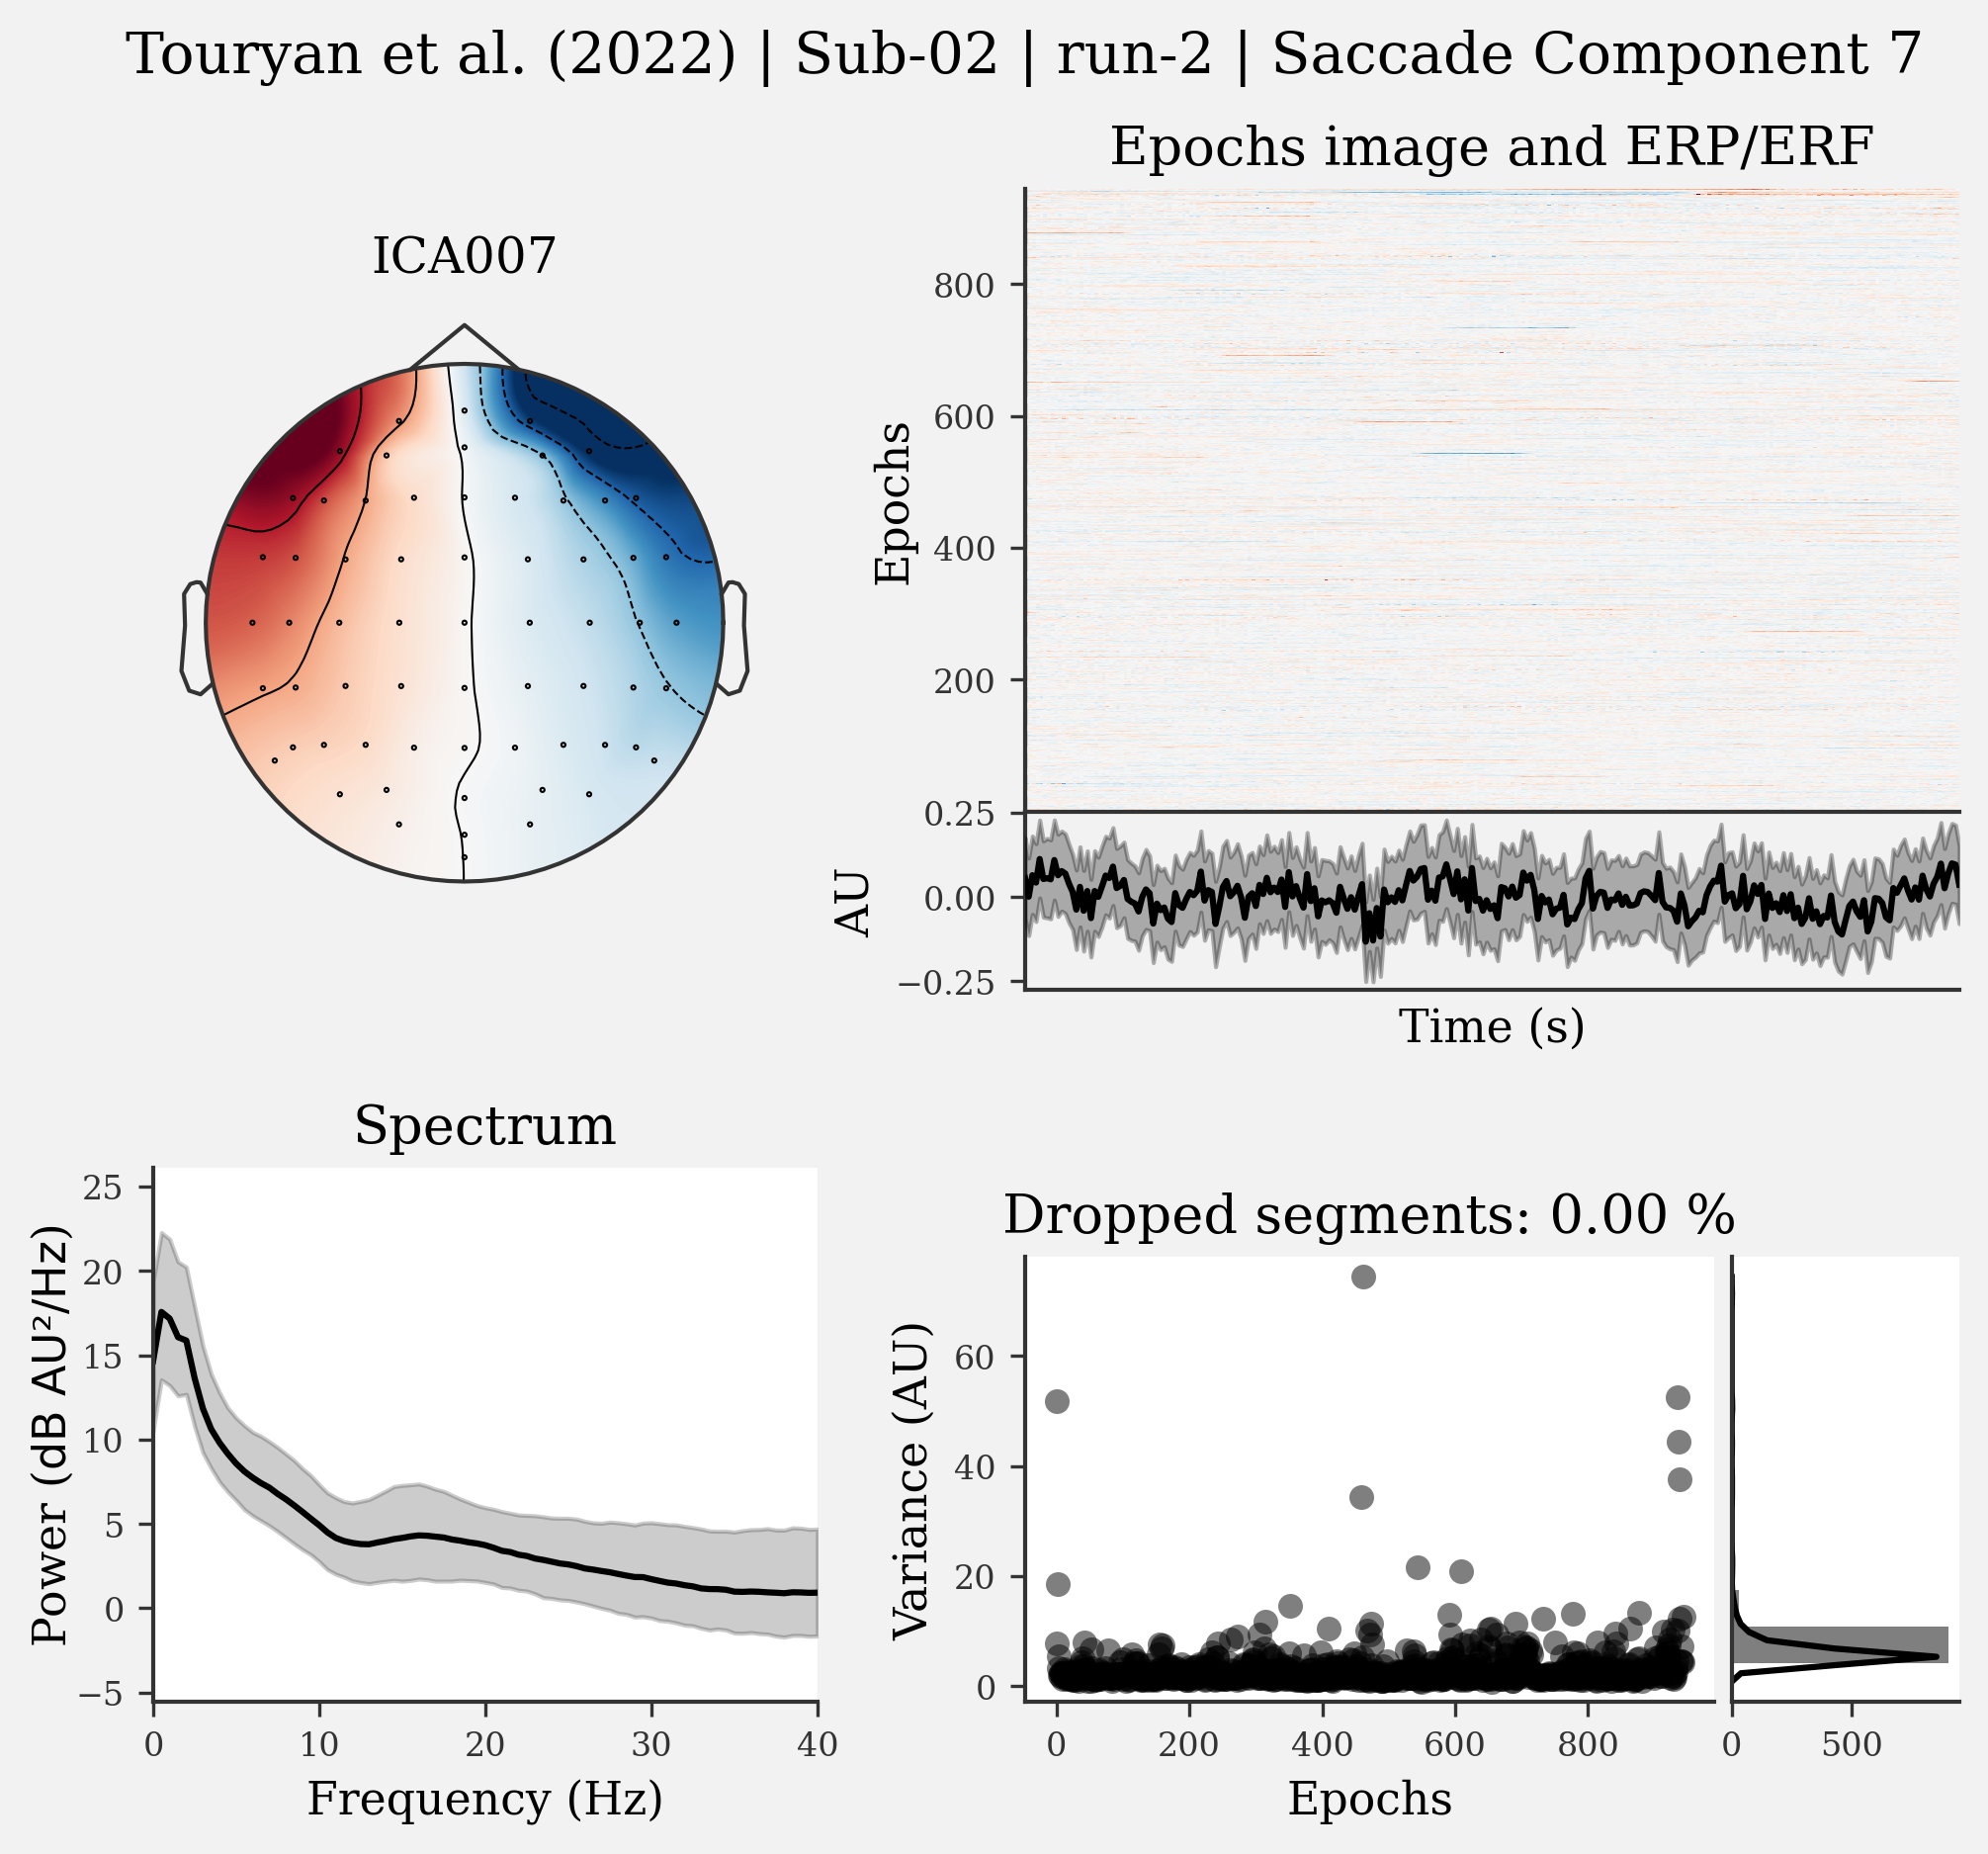 Touryan et al. (2022) | Sub-02 | run-2 | Saccade Component 7
ICA007
Epochs image and ERP/ERF
800
600
400
200
Epochs
0.25
0.00
−0.25
AU
Time (s)
Spectrum
25
20
15
10
5
0
−5
Power (dB AU²/Hz)
0 10 20 30 40
Frequency (Hz)
Dropped segments: 0.00 %
60
40
20
0
Variance (AU)
0 200 400 600 800
Epochs
0 500